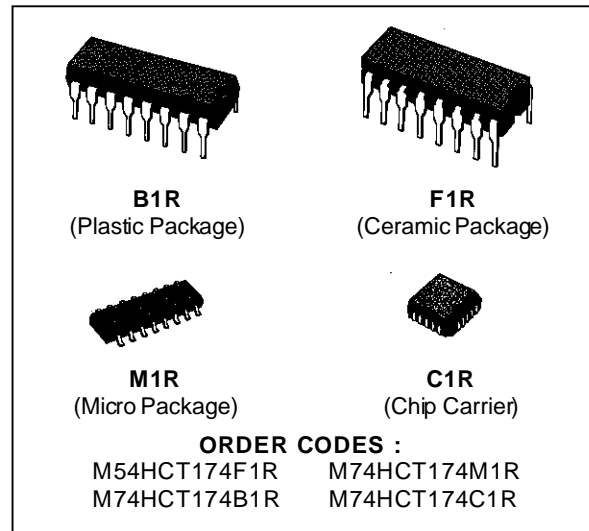 B1R
(Plastic Package)
F1R
(Ceramic Package)
M1R
(Micro Package)
C1R
(Chip Carrier)
ORDER CODES :
M54HCT174F1R M74HCT174M1R
M74HCT174B1R M74HCT174C1R